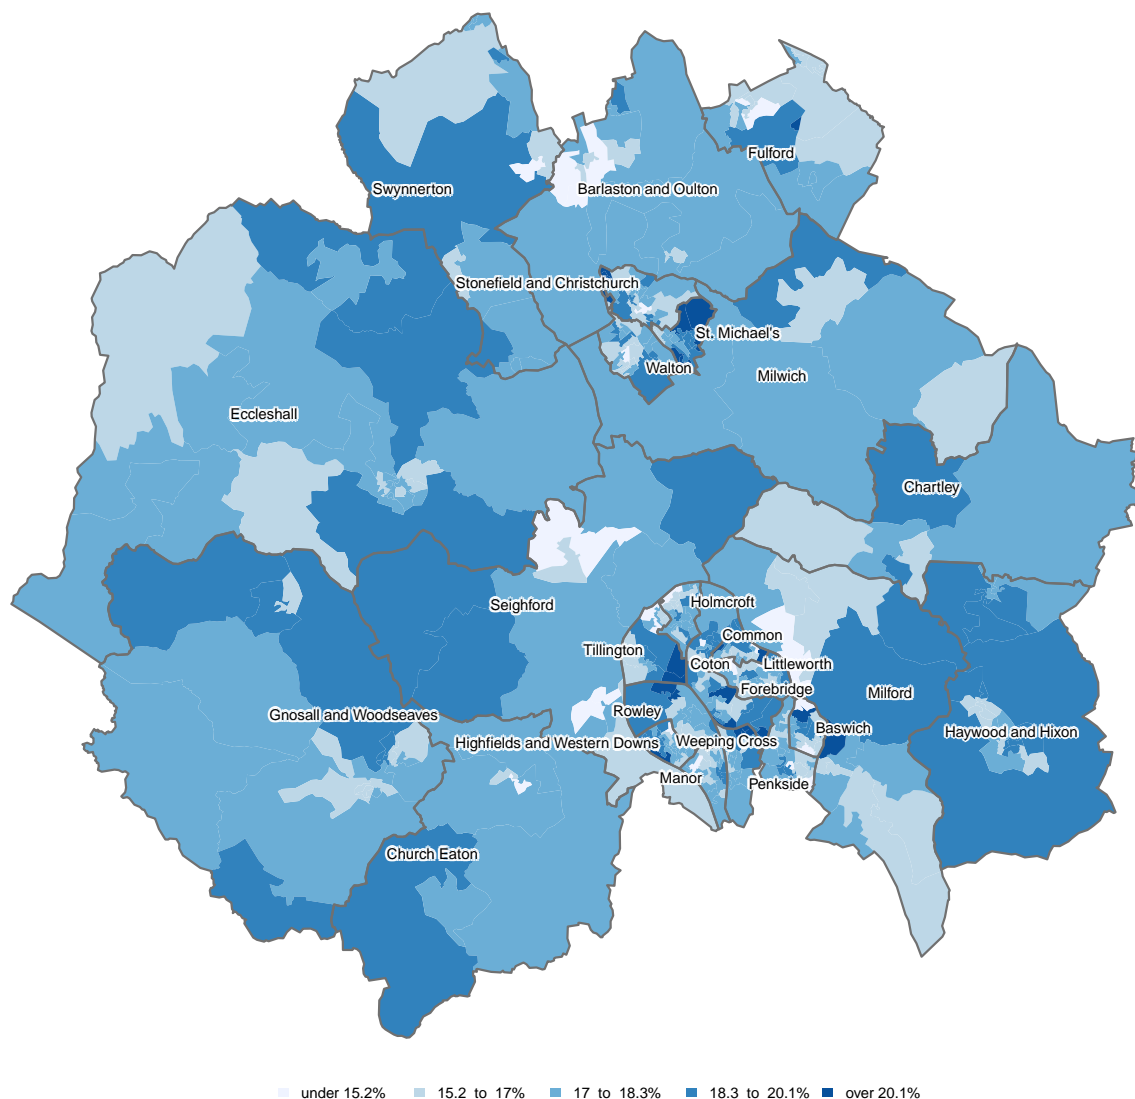 Fulford
Swynnerton
Barlaston and Oulton
Stonefield and Christchurch
St. Michael's
Walton
Milwich
Eccleshall
Chartley
Seighford
Holmcroft
Common
Tillington
Coton
Littleworth
Forebridge
Milford
Rowley
Gnosall and Woodseaves
Baswich
Haywood and Hixon
Highfields and Western Downs
Weeping Cross
Manor
Penkside
Church Eaton
under 15.2%
15.2 to 17%
17 to 18.3%
18.3 to 20.1%
over 20.1%